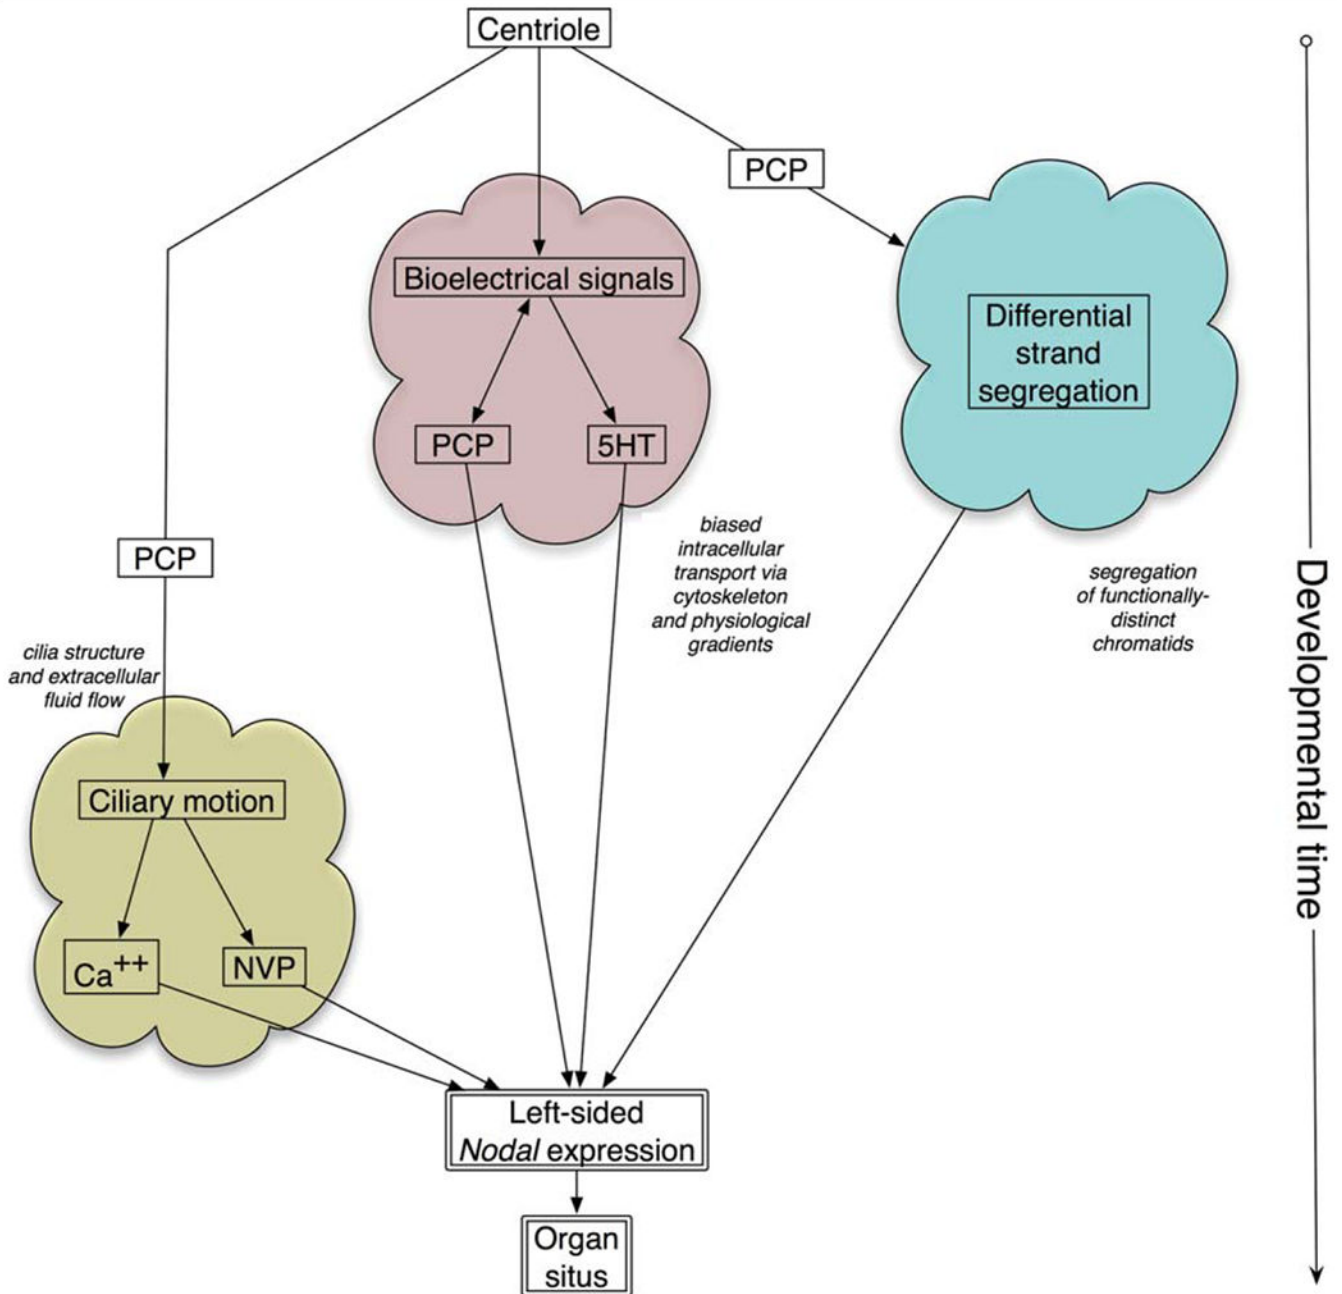 Centriole
PCP
Bioelectrical signals
Differential
strand
segregation
PCP
5HT
biased
intracellular
transport via
cytoskeleton
and physiological
gradients
segregation
of functionally-
distinct
chromatids
PCP
cilia structure
and extracellular
fluid flow
Ciliary motion
Ca++
NVP
Left-sided
Nodal expression
Organ
situs
Developmental time